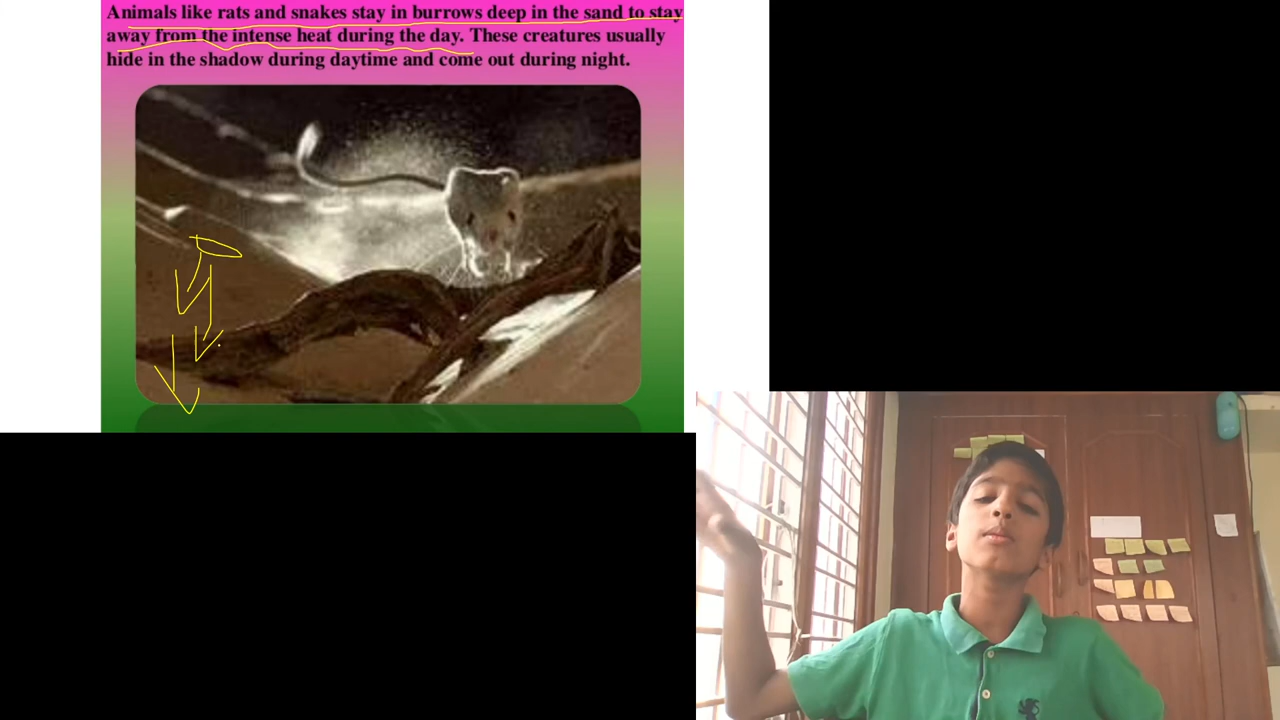 Animals like rats and snakes stay in burrows deep in the sand to stay
away from the intense heat during the day. These creatures usually
hide in the shadow during daytime and come out during night.